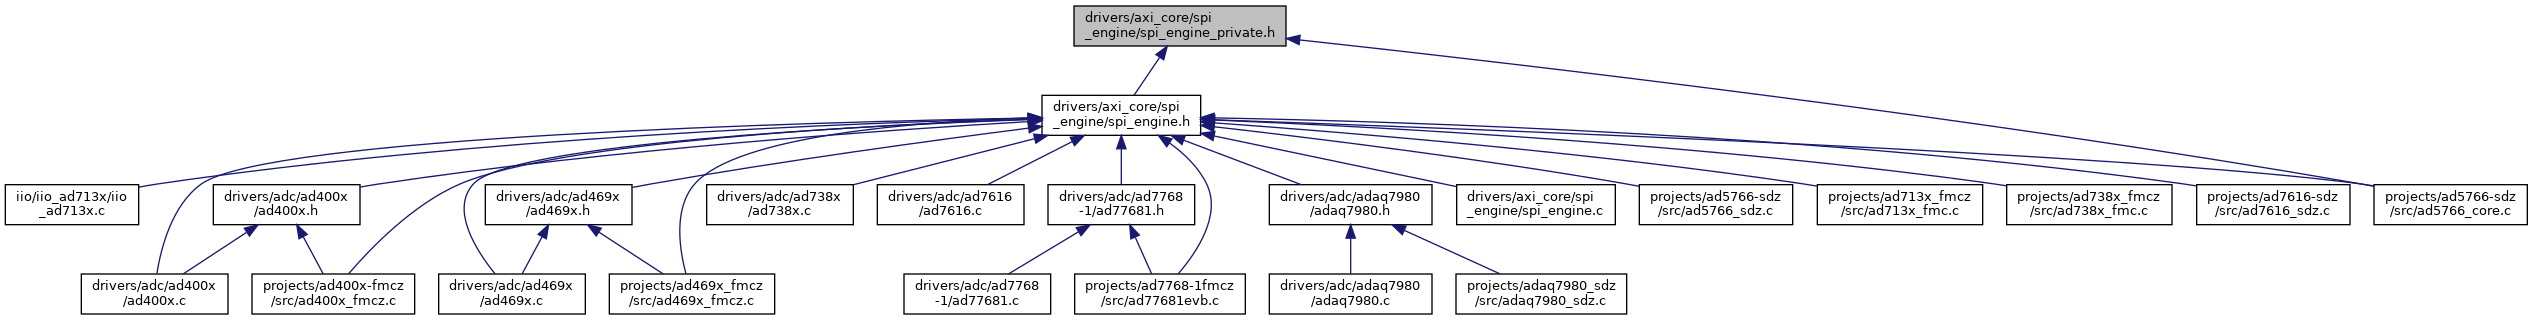 drivers/axi_core/spi
_engine/spi_engine_private.h
drivers/axi_core/spi
_engine/spi_engine.h
iio/iio_ad713x/iio
_ad713x.c
drivers/adc/ad400x
/ad400x.h
drivers/adc/ad469x
/ad469x.h
drivers/adc/ad738x
/ad738x.c
drivers/adc/ad7616
/ad7616.c
drivers/adc/ad7768
-1/ad77681.h
drivers/adc/adaq7980
/adaq7980.h
drivers/axi_core/spi
_engine/spi_engine.c
projects/ad5766-sdz
/src/ad5766_sdz.c
projects/ad713x_fmcz
/src/ad713x_fmc.c
projects/ad738x_fmcz
/src/ad738x_fmc.c
projects/ad7616-sdz
/src/ad7616_sdz.c
projects/ad5766-sdz
/src/ad5766_core.c
drivers/adc/ad400x
/ad400x.c
projects/ad400x-fmcz
/src/ad400x_fmcz.c
drivers/adc/ad469x
/ad469x.c
projects/ad469x_fmcz
/src/ad469x_fmcz.c
drivers/adc/ad7768
-1/ad77681.c
projects/ad7768-1fmcz
/src/ad77681evb.c
drivers/adc/adaq7980
/adaq7980.c
projects/adaq7980_sdz
/src/adaq7980_sdz.c